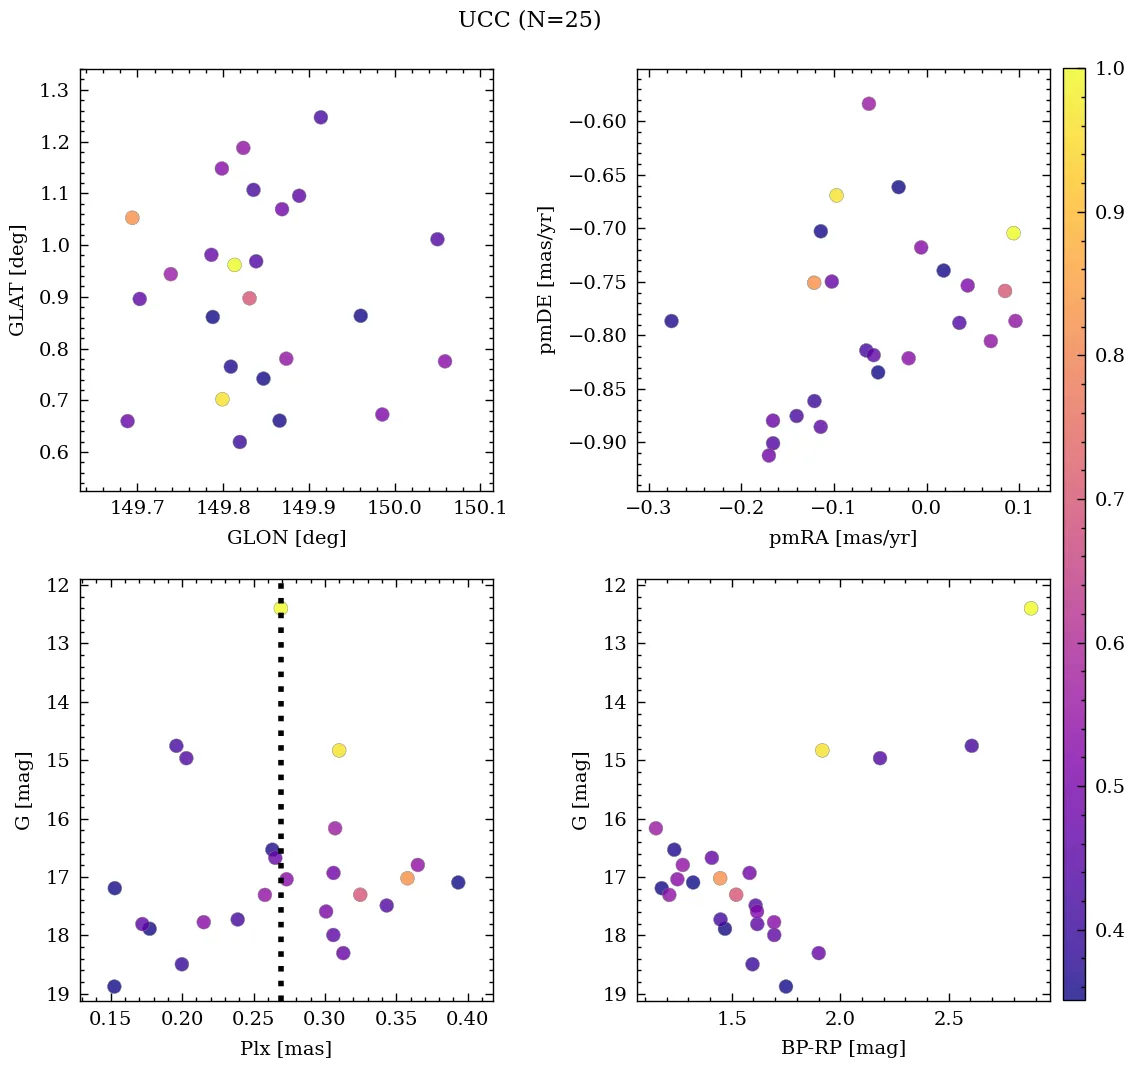 UCC (N=25)
1.3
1.2
1.1
1.0
0.9
0.8
0.7
0.6
GLAT [deg]
149.7 149.8 149.9 150.0 150.1
GLON [deg]
−0.60
−0.65
−0.70
−0.75
−0.80
−0.85
−0.90
pmDE [mas/yr]
−0.3 −0.2 −0.1 0.0 0.1
pmRA [mas/yr]
12
13
14
15
16
17
18
19
G [mag]
0.15 0.20 0.25 0.30 0.35 0.40
Plx [mas]
12
13
14
15
16
17
18
19
G [mag]
1.5 2.0 2.5
BP-RP [mag]
1.0
0.9
0.8
0.7
0.6
0.5
0.4